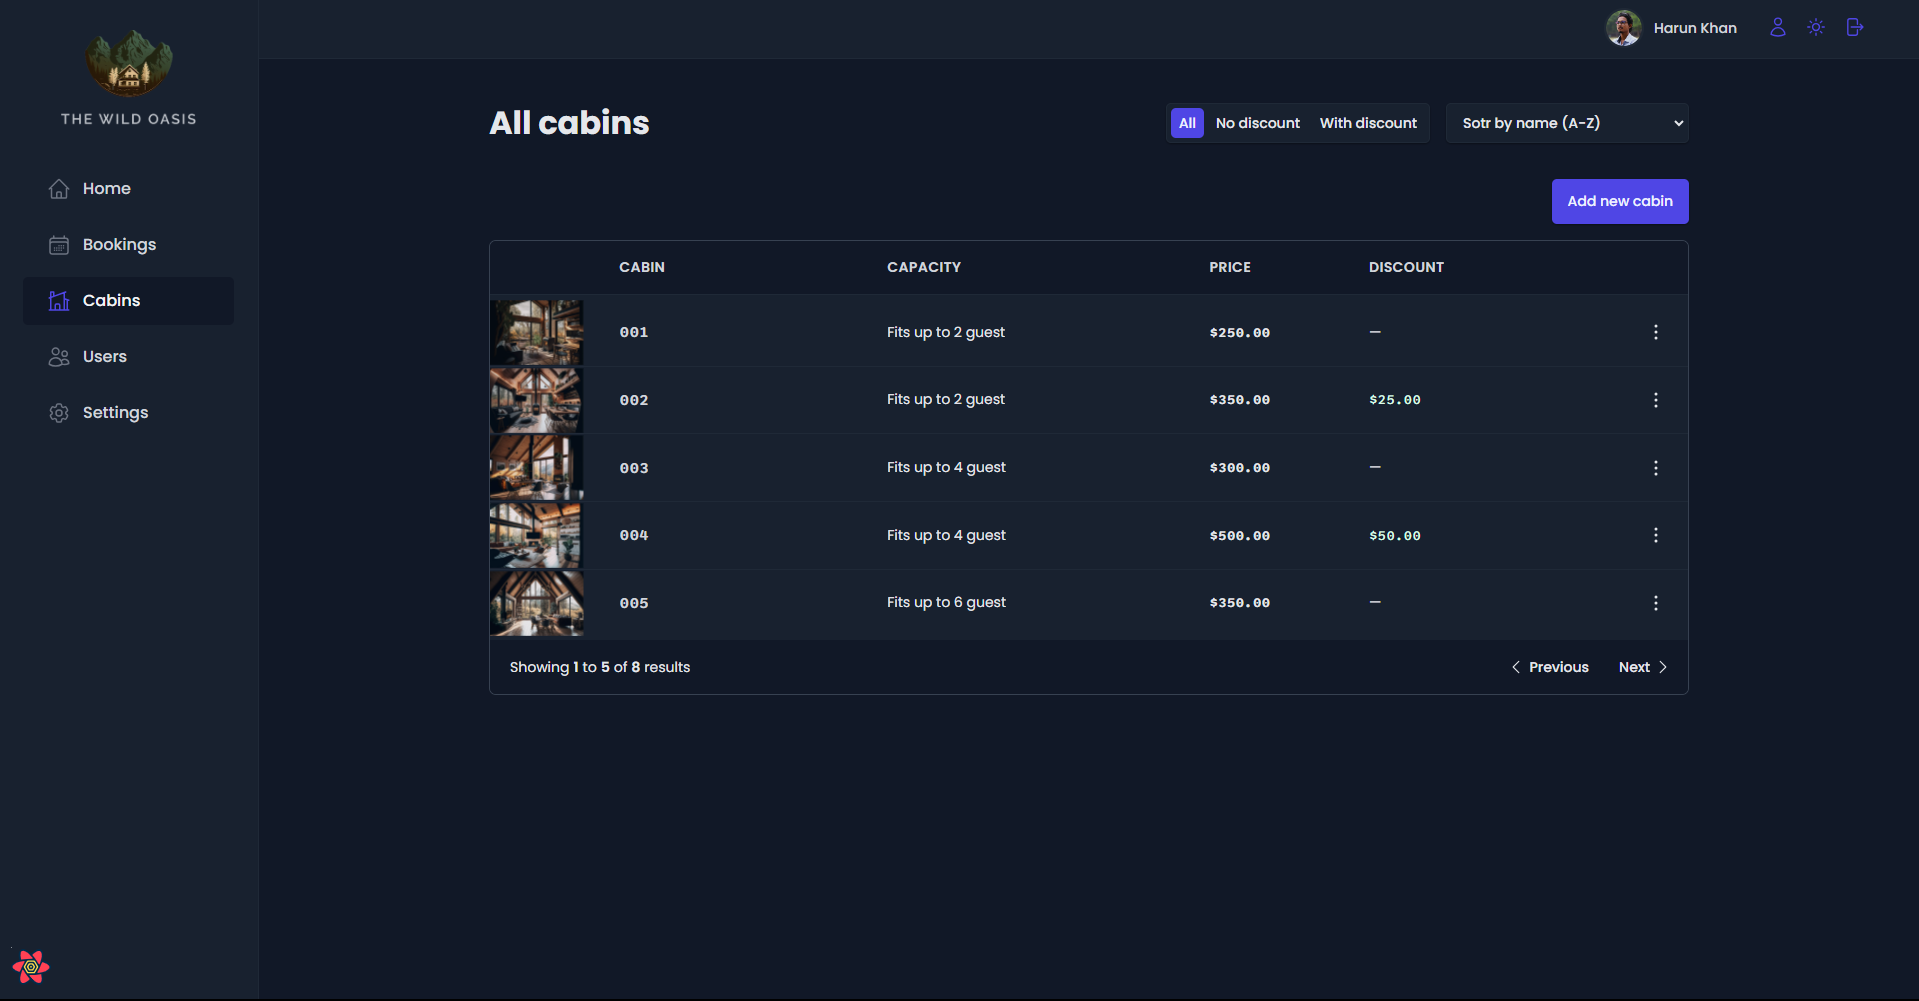 THE WILD OASIS
Home
Bookings
Cabins
Users
Settings
Harun Khan
All cabins
All No discount With discount
Sotr by name (A-Z)
Add new cabin
CABIN CAPACITY PRICE DISCOUNT
001 Fits up to 2 guest $250.00 —
002 Fits up to 2 guest $350.00 $25.00
003 Fits up to 4 guest $300.00 —
004 Fits up to 4 guest $500.00 $50.00
005 Fits up to 6 guest $350.00 —
Showing 1 to 5 of 8 results
Previous Next